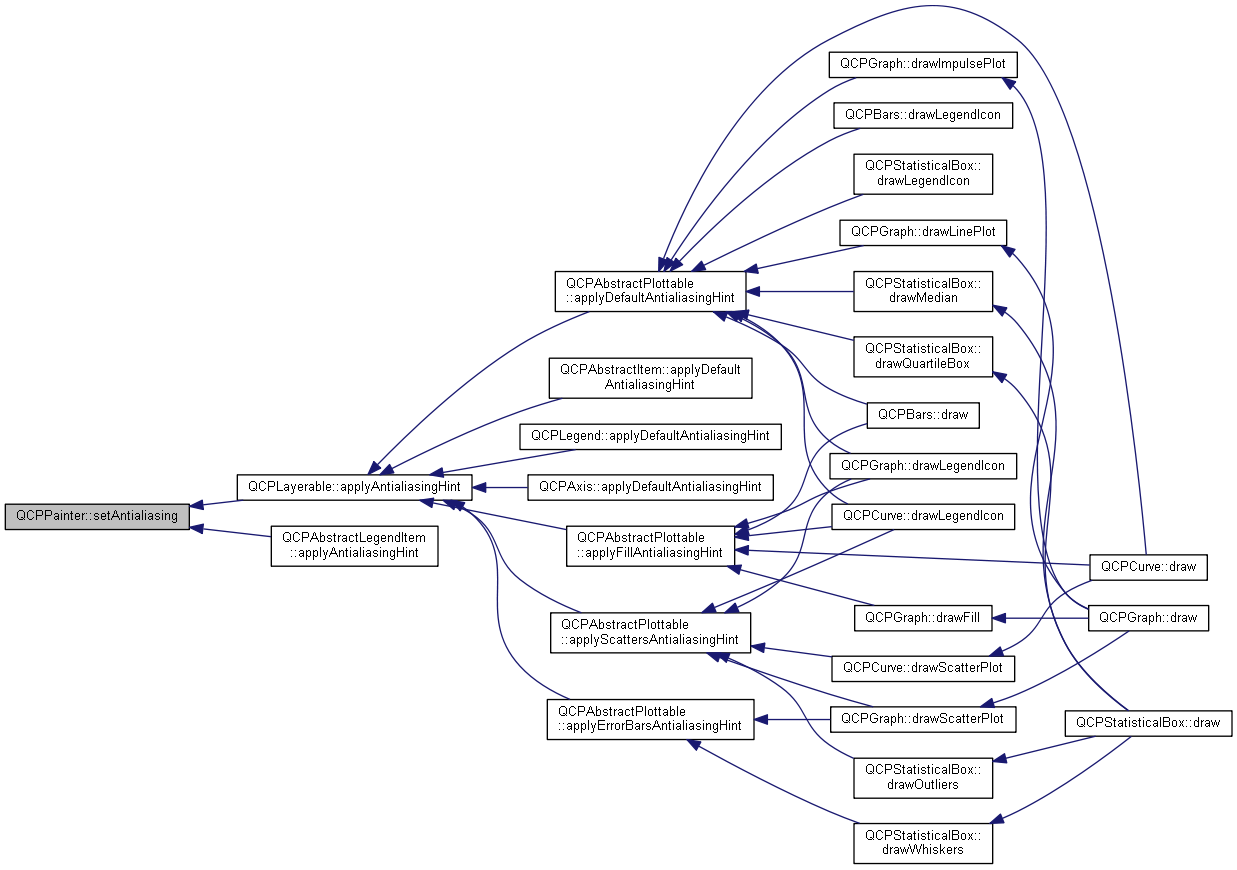 QCPPainter::setAntialiasing
QCPLayerable::applyAntialiasingHint
QCPAbstractLegendItem
::applyAntialiasingHint
QCPAbstractPlottable
::applyDefaultAntialiasingHint
QCPAbstractItem::applyDefault
AntialiasingHint
QCPLegend::applyDefaultAntialiasingHint
QCPAxis::applyDefaultAntialiasingHint
QCPAbstractPlottable
::applyFillAntialiasingHint
QCPAbstractPlottable
::applyScattersAntialiasingHint
QCPAbstractPlottable
::applyErrorBarsAntialiasingHint
QCPGraph::drawImpulsePlot
QCPBars::drawLegendIcon
QCPStatisticalBox::
drawLegendIcon
QCPGraph::drawLinePlot
QCPStatisticalBox::
drawMedian
QCPStatisticalBox::
drawQuartileBox
QCPBars::draw
QCPGraph::drawLegendIcon
QCPCurve::drawLegendIcon
QCPGraph::drawFill
QCPCurve::drawScatterPlot
QCPGraph::drawScatterPlot
QCPStatisticalBox::
drawOutliers
QCPStatisticalBox::
drawWhiskers
QCPCurve::draw
QCPGraph::draw
QCPStatisticalBox::draw